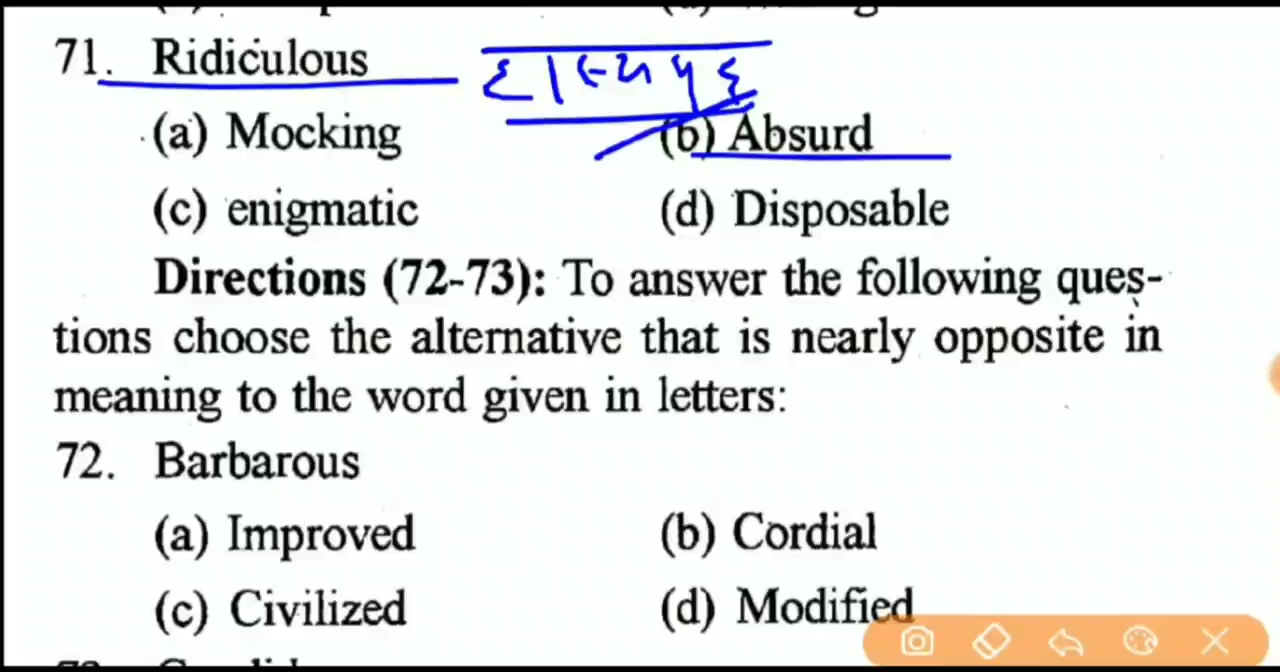 71. Ridiculous हास्यपद
(a) Mocking (b) Absurd
(c) enigmatic (d) Disposable
Directions (72-73): To answer the following ques-
tions choose the alternative that is nearly opposite in
meaning to the word given in letters:
72. Barbarous
(a) Improved (b) Cordial
(c) Civilized (d) Modified